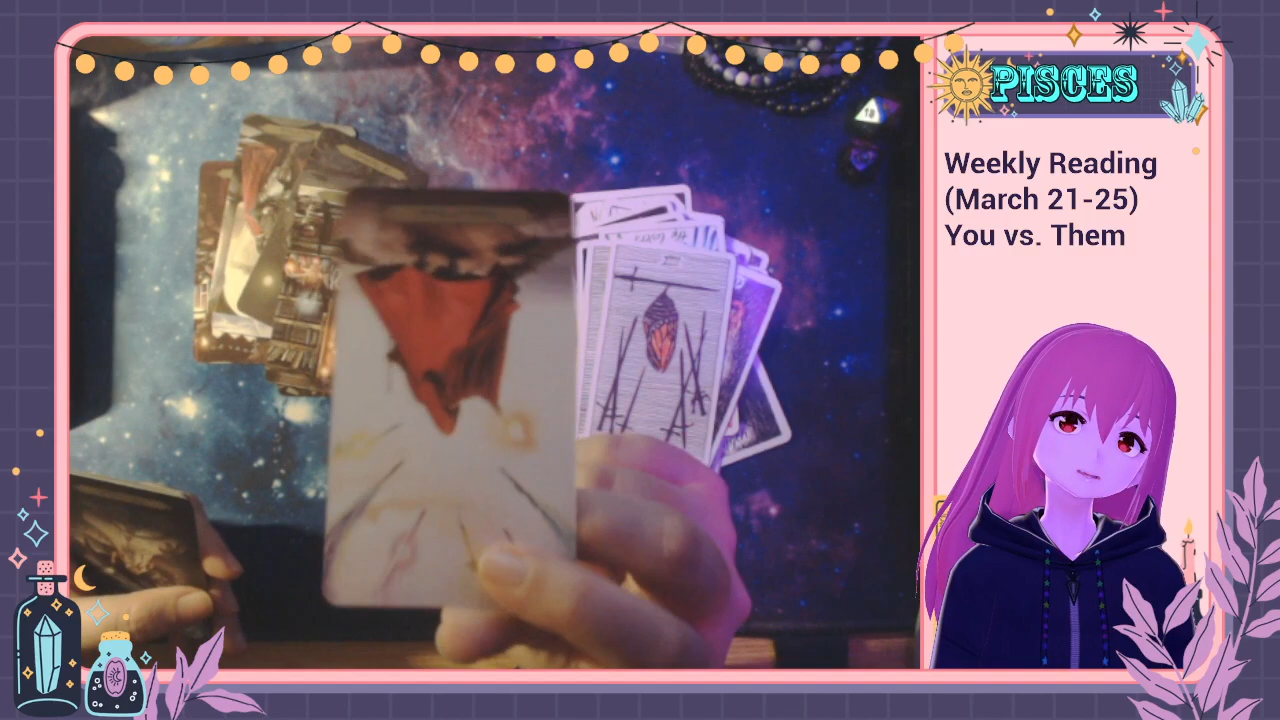 PISCES
Weekly Reading
(March 21-25)
You vs. Them